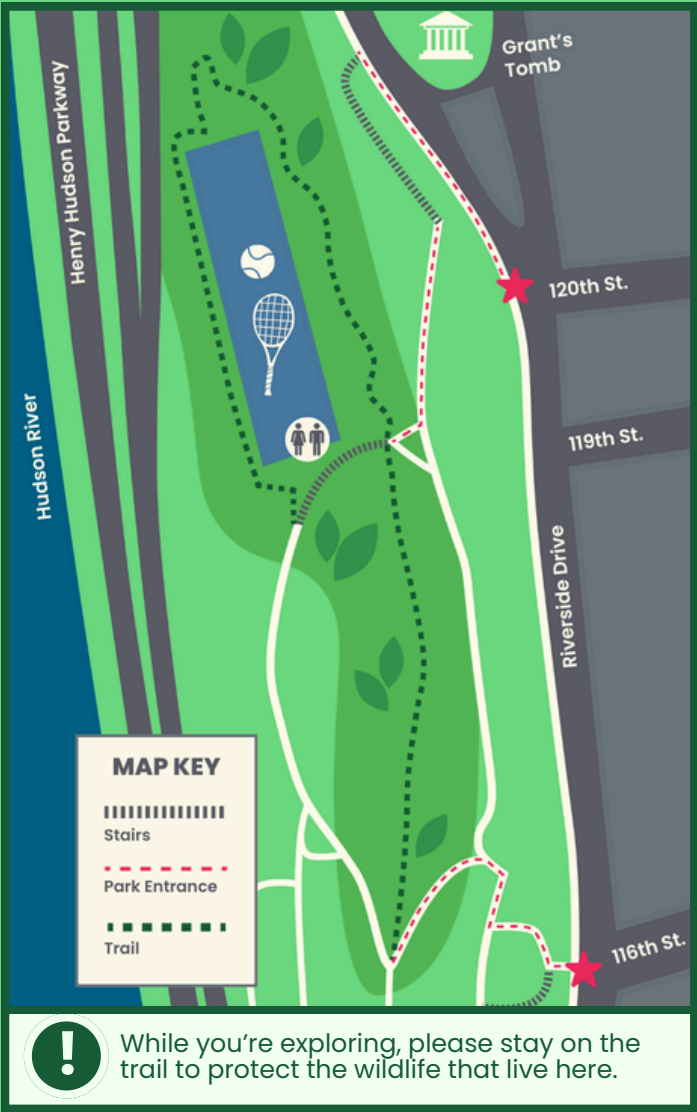 Grant's
Tomb
Henry Hudson Parkway
120th St.
Hudson River
119th St.
Riverside Drive
MAP KEY
Stairs
Park Entrance
Trail
116th St.
!
While you're exploring, please stay on the
trail to protect the wildlife that live here.